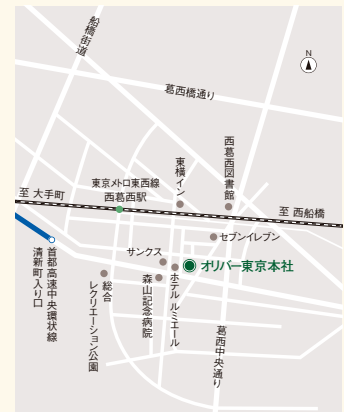 船橋街道
N
葛西橋通り
西葛西図書館
東横イン
東京メトロ東西線
西葛西駅
至 大手町
至 西船橋
セブンイレブン
サンクス
オリバー東京本社
ホテル ルミエール
森山記念病院
総合
レクリエーション公園
首都高速中央環状線
清新町入り口
葛西中央通り